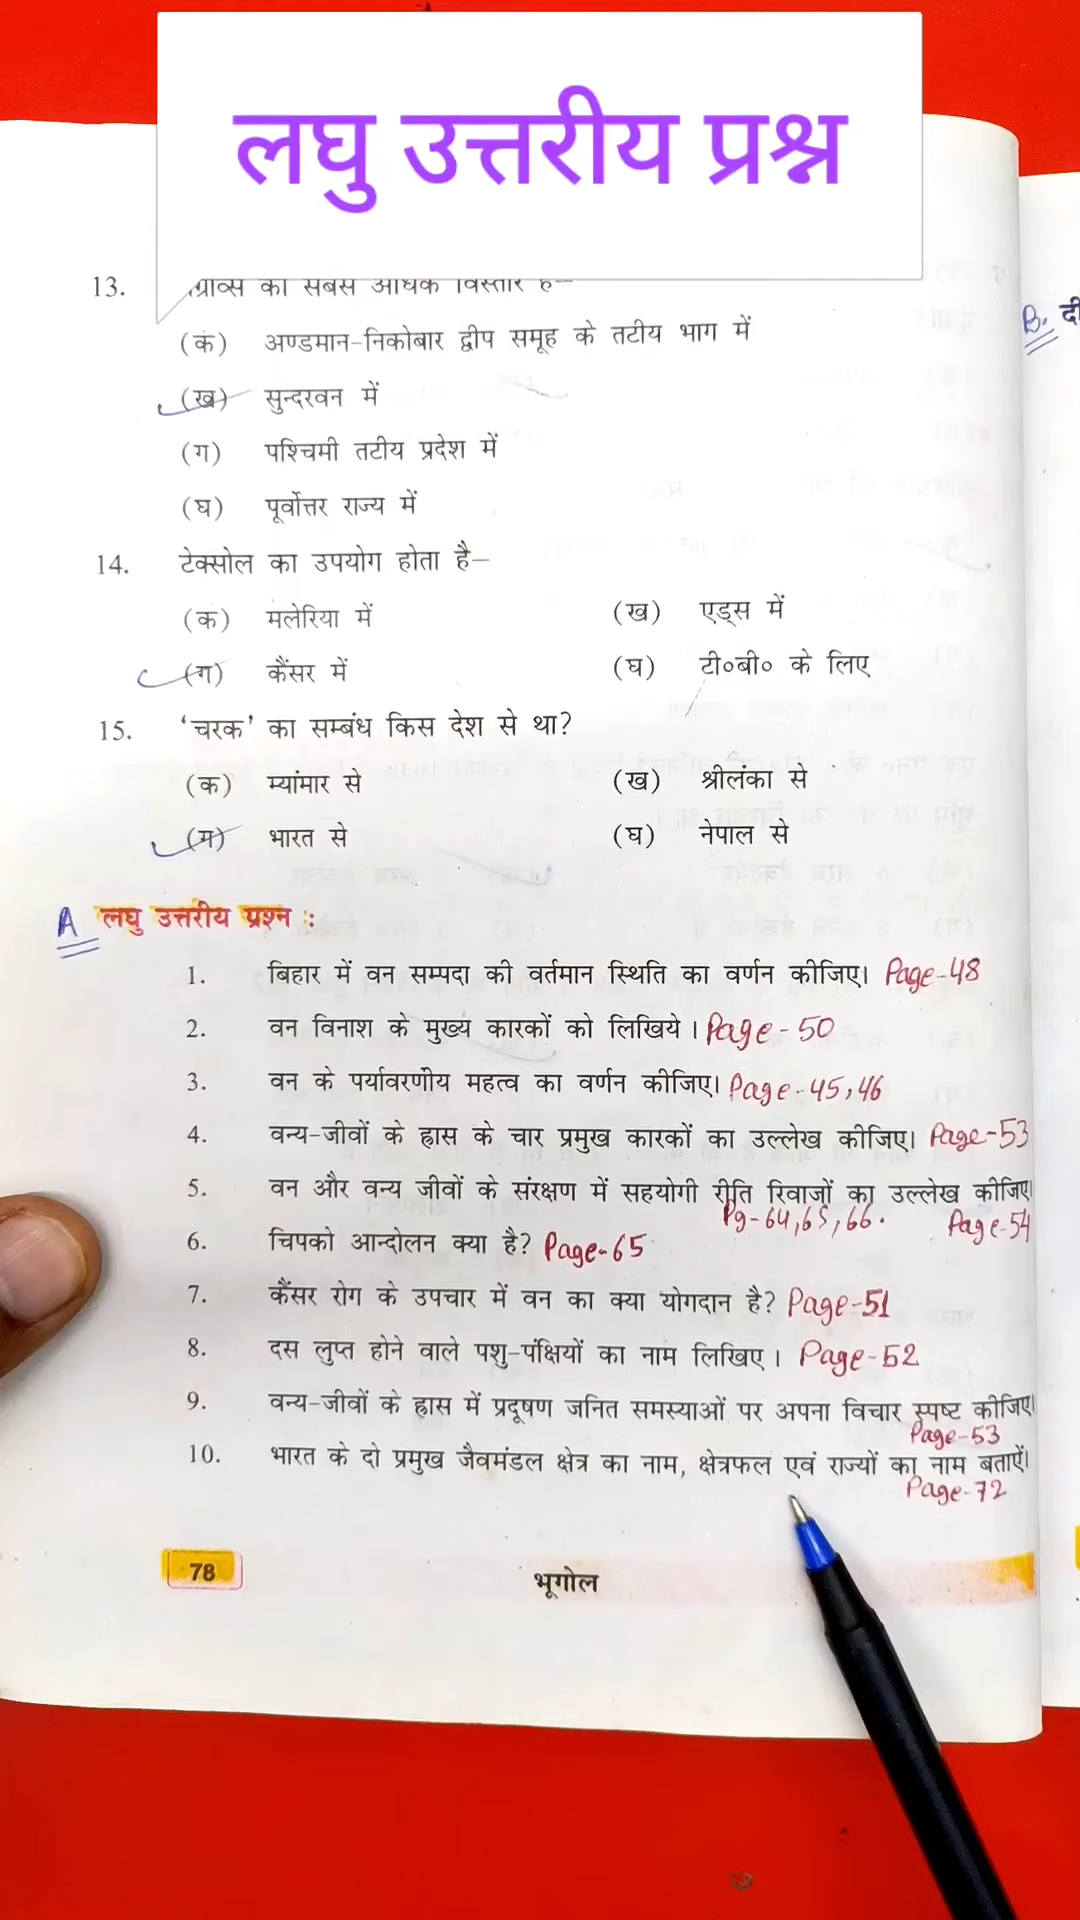 लघु उत्तरीय प्रश्न
13. का सबसे अधिक विस्तार है–
(कं) अण्डमान-निकोबार द्वीप समूह के तटीय भाग में
(ख) सुन्दरवन में
(ग) पश्चिमी तटीय प्रदेश में
(घ) पूर्वोत्तर राज्य में
14. टेक्सोल का उपयोग होता है–
(क) मलेरिया में (ख) एड्स में
(ग) कैंसर में (घ) टी०बी० के लिए
15. 'चरक' का सम्बंध किस देश से था?
(क) म्यांमार से (ख) श्रीलंका से
(ग) भारत से (घ) नेपाल से
A लघु उत्तरीय प्रश्न :
B.
1. बिहार में वन सम्पदा की वर्तमान स्थिति का वर्णन कीजिए। Page-48
2. वन विनाश के मुख्य कारकों को लिखिये। Page-50
3. वन के पर्यावरणीय महत्व का वर्णन कीजिए। Page-45,46
4. वन्य-जीवों के ह्रास के चार प्रमुख कारकों का उल्लेख कीजिए। Page-53
5. वन और वन्य जीवों के संरक्षण में सहयोगी रीति रिवाजों का उल्लेख कीजिए।
Pg-64,65,66. Page-54
6. चिपको आन्दोलन क्या है? Page-65
7. कैंसर रोग के उपचार में वन का क्या योगदान है? Page-51
8. दस लुप्त होने वाले पशु-पंक्षियों का नाम लिखिए। Page-52
9. वन्य-जीवों के ह्रास में प्रदूषण जनित समस्याओं पर अपना विचार स्पष्ट कीजिए।
Page-53
10. भारत के दो प्रमुख जैवमंडल क्षेत्र का नाम, क्षेत्रफल एवं राज्यों का नाम बताऐं।
Page-72
78 भूगोल